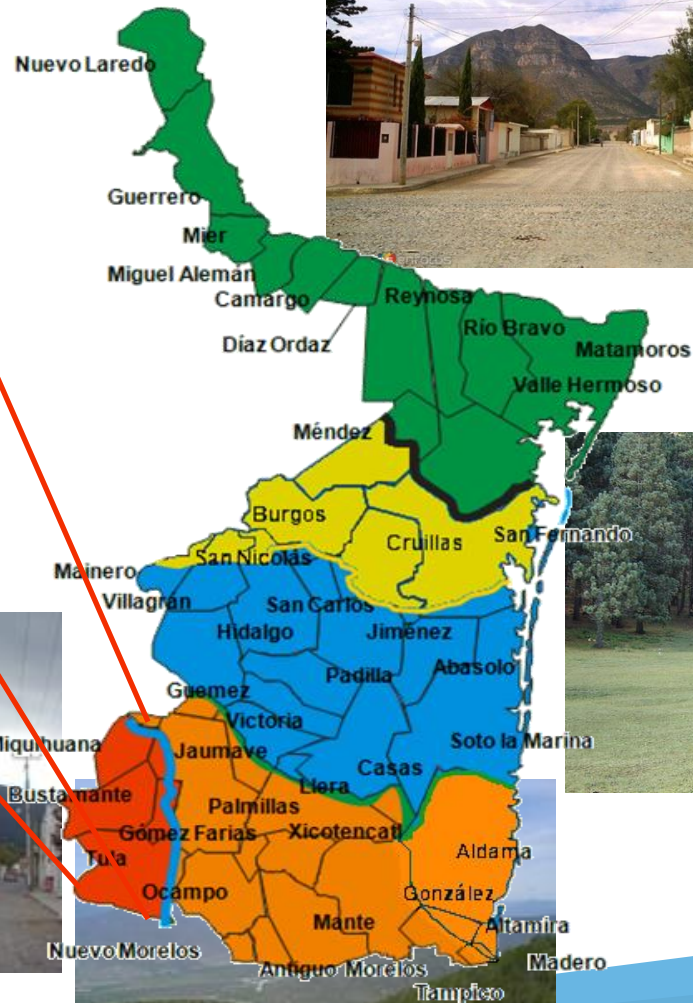 Nuevo Laredo
Guerrero
Mier
Miguel Alemán
Camargo
Reynosa
Río Bravo
Díaz Ordaz
Matamoros
Valle Hermoso
Méndez
Burgos
Cruillas
San Fernando
San Nicolás
Mainero
Villagrán
San Carlos
Hidalgo
Jiménez
Padilla
Abasolo
Guemez
Victoria
Soto la Marina
Miquihuana
Jaumave
Casas
Llera
Bustamante
Palmillas
Gómez Farias
Xicotencatl
Tula
Aldama
Ocampo
González
Mante
Altamira
Nuevo Morelos
Antiguo Morelos
Madero
Tampico